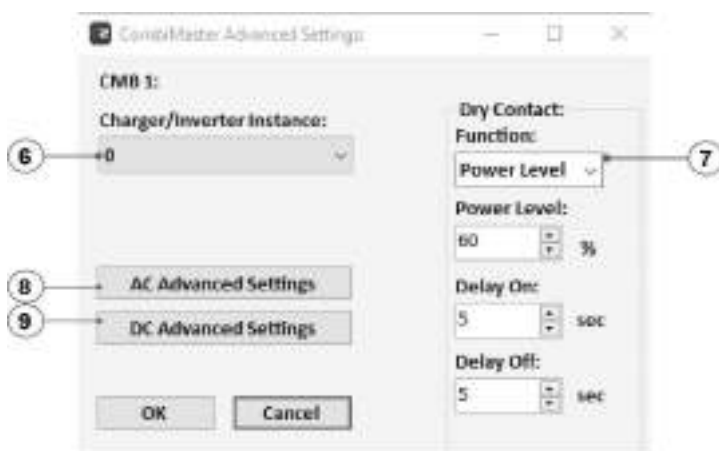 CombiMaster Advanced Settings
CMB 1:
Charger/Inverter Instance:
6
0
8
AC Advanced Settings
9
DC Advanced Settings
OK
Cancel
Dry Contact:
Function:
Power Level
7
Power Level:
60
%
Delay On:
5
sec
Delay Off:
5
sec